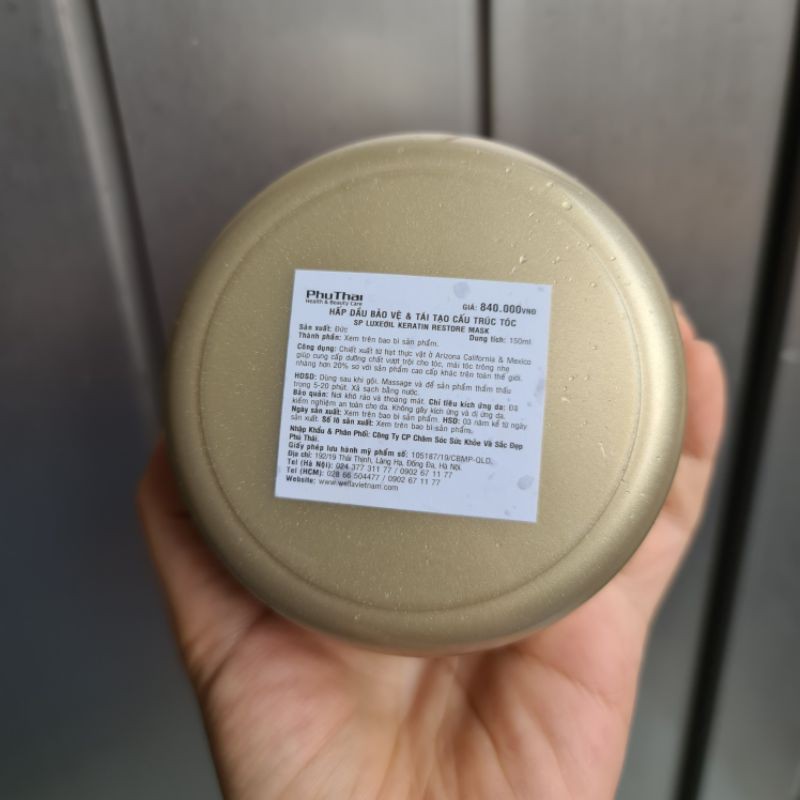 PhuThai
Health & Beauty Care
GIÁ: 840.000VNĐ
HẤP DẦU BẢO VỆ & TÁI TẠO CẤU TRÚC TÓC
SP LUXEOIL KERATIN RESTORE MASK
Sản xuất: Đức
Dung tích: 150ml
Thành phần: Xem trên bao bì sản phẩm.
Công dụng: Chiết xuất từ hạt thực vật ở Arizona California & Mexico
giúp cung cấp dưỡng chất vượt trội cho tóc, mái tóc trông nhẹ
nhàng hơn 20% so với sản phẩm cao cấp khác trên toàn thế giới.
HDSD: Dùng sau khi gội. Massage và để sản phẩm thẩm thấu
trong 5-20 phút. Xả sạch bằng nước.
Bảo quản: Nơi khô ráo và thoáng mát. Chỉ tiêu kích ứng da: Đã
kiểm nghiệm an toàn cho da. Không gây kích ứng và dị ứng da.
Ngày sản xuất: Xem trên bao bì sản phẩm. HSD: 03 năm kể từ ngày
sản xuất. Số lô sản xuất: Xem trên bao bì sản phẩm.
Nhập Khẩu & Phân Phối: Công Ty CP Chăm Sóc Sức Khỏe Và Sắc Đẹp
Phú Thái.
Giấy phép lưu hành mỹ phẩm số: 105187/19/CBMP-QLD
Địa chỉ: 192/19 Thái Thịnh, Láng Hạ, Đống Đa, Hà Nội.
Tel (Hà Nội): 024 377 311 77 / 0902 67 11 77
Tel (HCM): 028 66 504477 / 0902 67 11 77
Website: www.wellavietnam.com